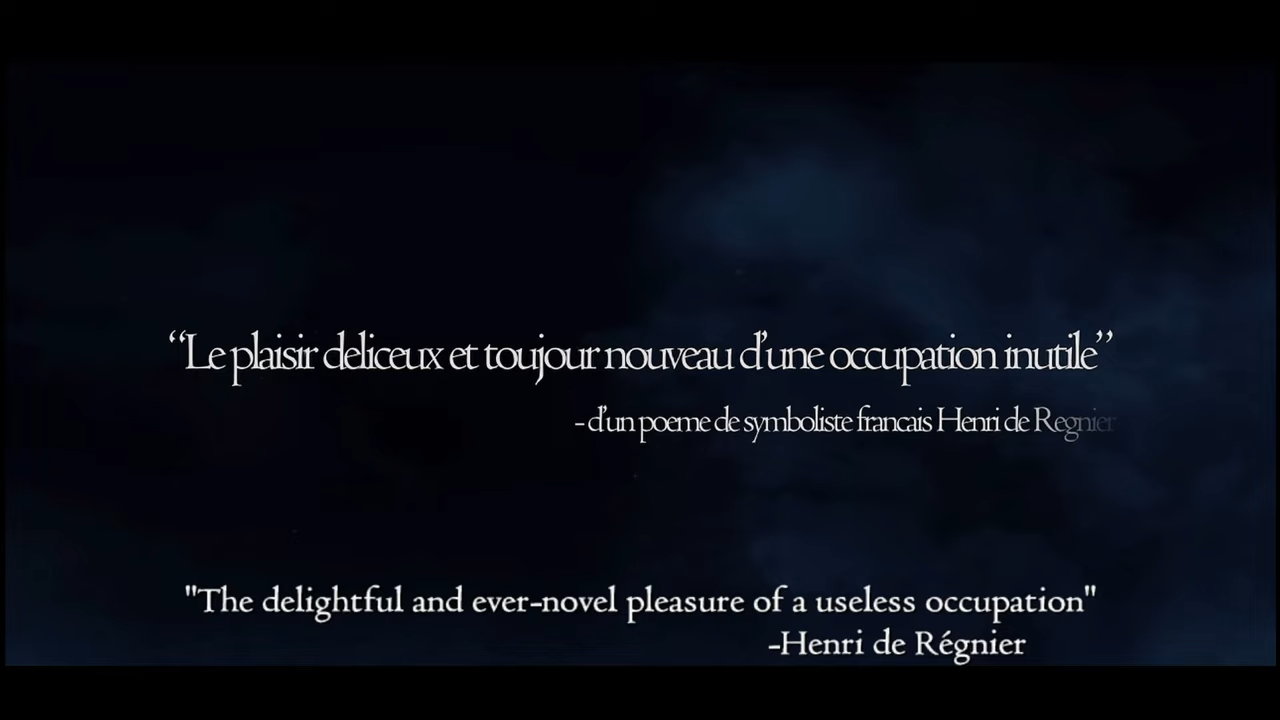 “Le plaisir deliceux et toujour nouveau d’une occupation inutile”
- d’un poeme de symboliste francais Henri de Regnier
"The delightful and ever-novel pleasure of a useless occupation"
-Henri de Régnier